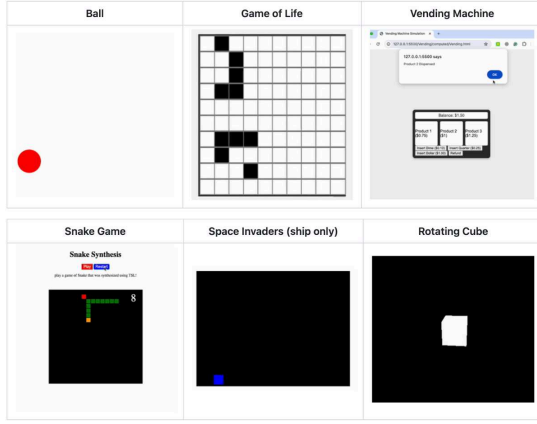 Ball
Game of Life
Vending Machine
127.0.0.1:5500 says
Product 2 Dispensed
OK
Balance: $1.00
Product 1 ($0.75)
Product 2 ($1)
Product 3 ($1.25)
Refund
Snake Game
Space Invaders (ship only)
Rotating Cube
Snake Synthesis
Play
Restart
play a game of Snake that was synthesized using TSL!
8